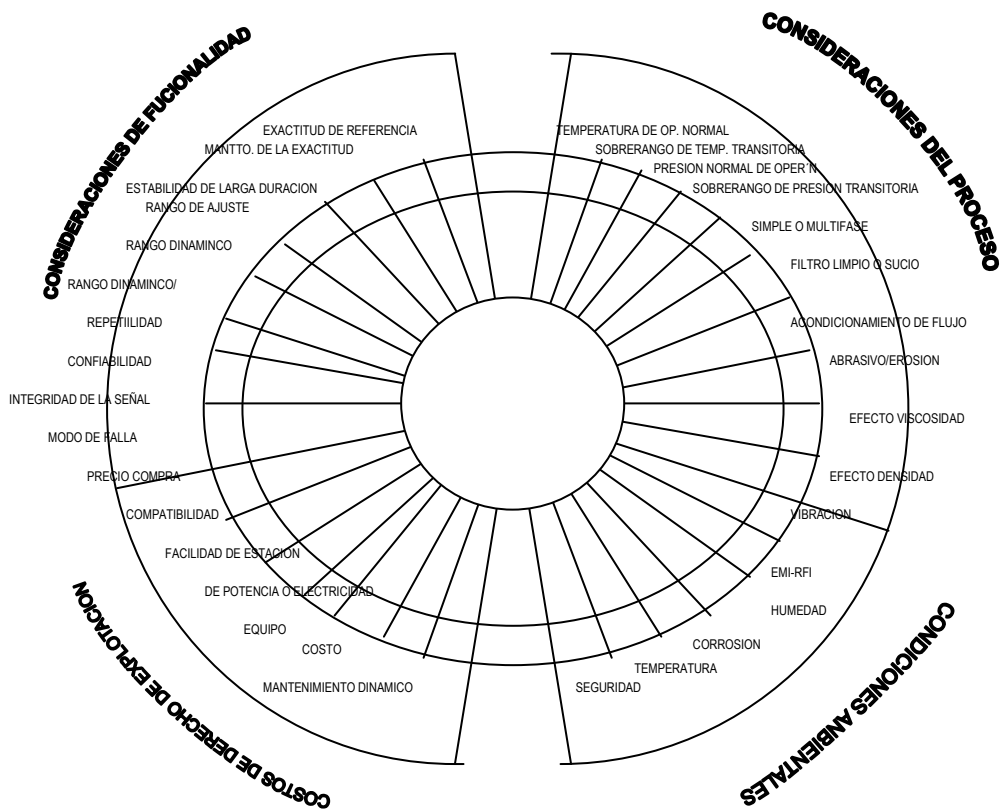 CONSIDERACIONES DE FUCIONALIDAD
EXACTITUD DE REFERENCIA
MANTTO. DE LA EXACTITUD
ESTABILIDAD DE LARGA DURACION
RANGO DE AJUSTE
RANGO DINAMINCO
RANGO DINAMINCO/
REPETIILIDAD
CONFIABILIDAD
INTEGRIDAD DE LA SEÑAL
MODO DE FALLA
CONSIDERACIONES DEL PROCESO
TEMPERATURA DE OP. NORMAL
SOBRERANGO DE TEMP. TRANSITORIA
PRESION NORMAL DE OPER´N
SOBRERANGO DE PRESION TRANSITORIA
SIMPLE O MULTIFASE
FILTRO LIMPIO O SUCIO
ACONDICIONAMIENTO DE FLUJO
ABRASIVO/EROSION
EFECTO VISCOSIDAD
EFECTO DENSIDAD
PRECIO COMPRA
COMPATIBILIDAD
FACILIDAD DE ESTACION
DE POTENCIA O ELECTRICIDAD
EQUIPO
COSTO
MANTENIMIENTO DINAMICO
COSTOS DE DERECHO DE EXPLOTACION
VIBRACION
EMI-RFI
HUMEDAD
CORROSION
TEMPERATURA
SEGURIDAD
CONDICIONES ANBIENTALES